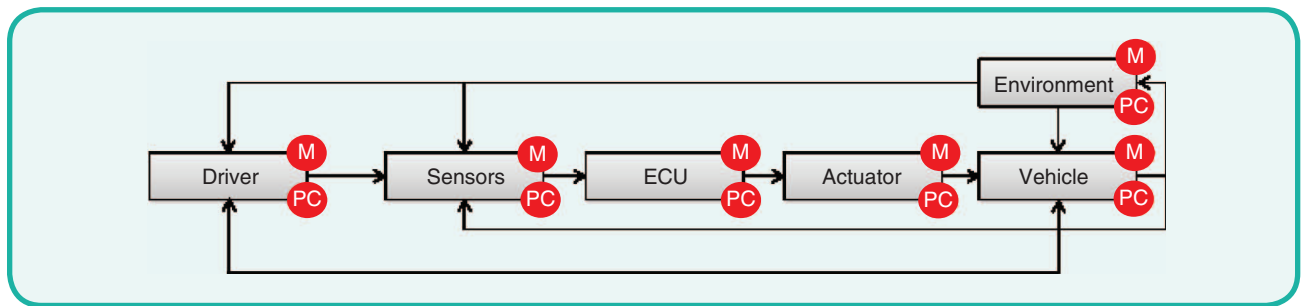 M
Environment
PC
M
M
M
M
M
Driver
Sensors
ECU
Actuator
Vehicle
PC
PC
PC
PC
PC